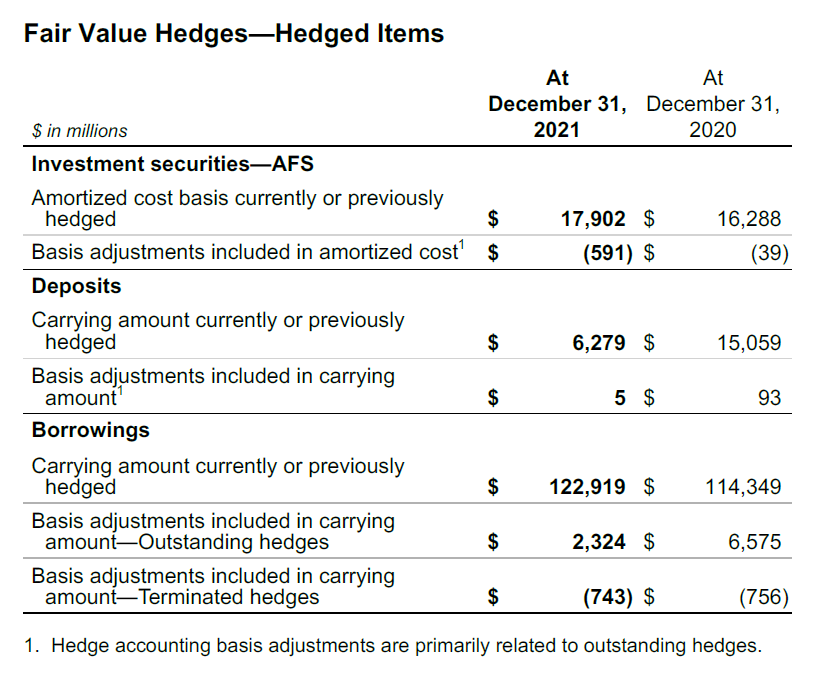 Fair Value Hedges—Hedged Items
At At
December 31, December 31,
$ in millions 2021 2020
Investment securities—AFS
Amortized cost basis currently or previously
hedged $ 17,902 $ 16,288
Basis adjustments included in amortized cost1 $ (591) $ (39)
Deposits
Carrying amount currently or previously
hedged $ 6,279 $ 15,059
Basis adjustments included in carrying
amount1 $ 5 $ 93
Borrowings
Carrying amount currently or previously
hedged $ 122,919 $ 114,349
Basis adjustments included in carrying
amount—Outstanding hedges $ 2,324 $ 6,575
Basis adjustments included in carrying
amount—Terminated hedges $ (743) $ (756)
1. Hedge accounting basis adjustments are primarily related to outstanding hedges.